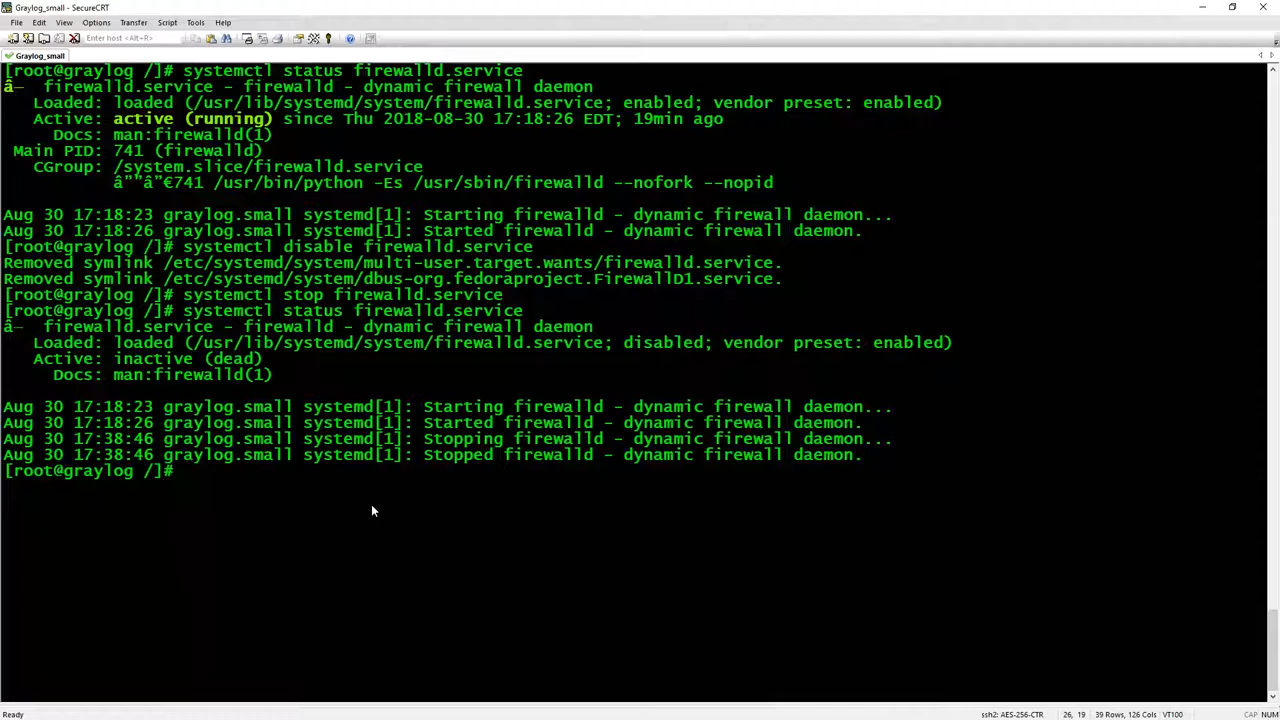 Graylog_small - SecureCRT
File Edit View Options Transfer Script Tools Help
Enter host <Alt+R>
Graylog_small
[root@graylog /]# systemctl status firewalld.service
â— firewalld.service - firewalld - dynamic firewall daemon
Loaded: loaded (/usr/lib/systemd/system/firewalld.service; enabled; vendor preset: enabled)
Active: active (running) since Thu 2018-08-30 17:18:26 EDT; 19min ago
Docs: man:firewalld(1)
Main PID: 741 (firewalld)
CGroup: /system.slice/firewalld.service
â""â"€741 /usr/bin/python -Es /usr/sbin/firewalld --nofork --nopid
Aug 30 17:18:23 graylog.small systemd[1]: Starting firewalld - dynamic firewall daemon...
Aug 30 17:18:26 graylog.small systemd[1]: Started firewalld - dynamic firewall daemon.
[root@graylog /]# systemctl disable firewalld.service
Removed symlink /etc/systemd/system/multi-user.target.wants/firewalld.service.
Removed symlink /etc/systemd/system/dbus-org.fedoraproject.FirewallD1.service.
[root@graylog /]# systemctl stop firewalld.service
[root@graylog /]# systemctl status firewalld.service
â— firewalld.service - firewalld - dynamic firewall daemon
Loaded: loaded (/usr/lib/systemd/system/firewalld.service; disabled; vendor preset: enabled)
Active: inactive (dead)
Docs: man:firewalld(1)
Aug 30 17:18:23 graylog.small systemd[1]: Starting firewalld - dynamic firewall daemon...
Aug 30 17:18:26 graylog.small systemd[1]: Started firewalld - dynamic firewall daemon.
Aug 30 17:38:46 graylog.small systemd[1]: Stopping firewalld - dynamic firewall daemon...
Aug 30 17:38:46 graylog.small systemd[1]: Stopped firewalld - dynamic firewall daemon.
[root@graylog /]#
Ready ssh2: AES-256-CTR 26, 19 39 Rows, 126 Cols VT100 CAP NUM